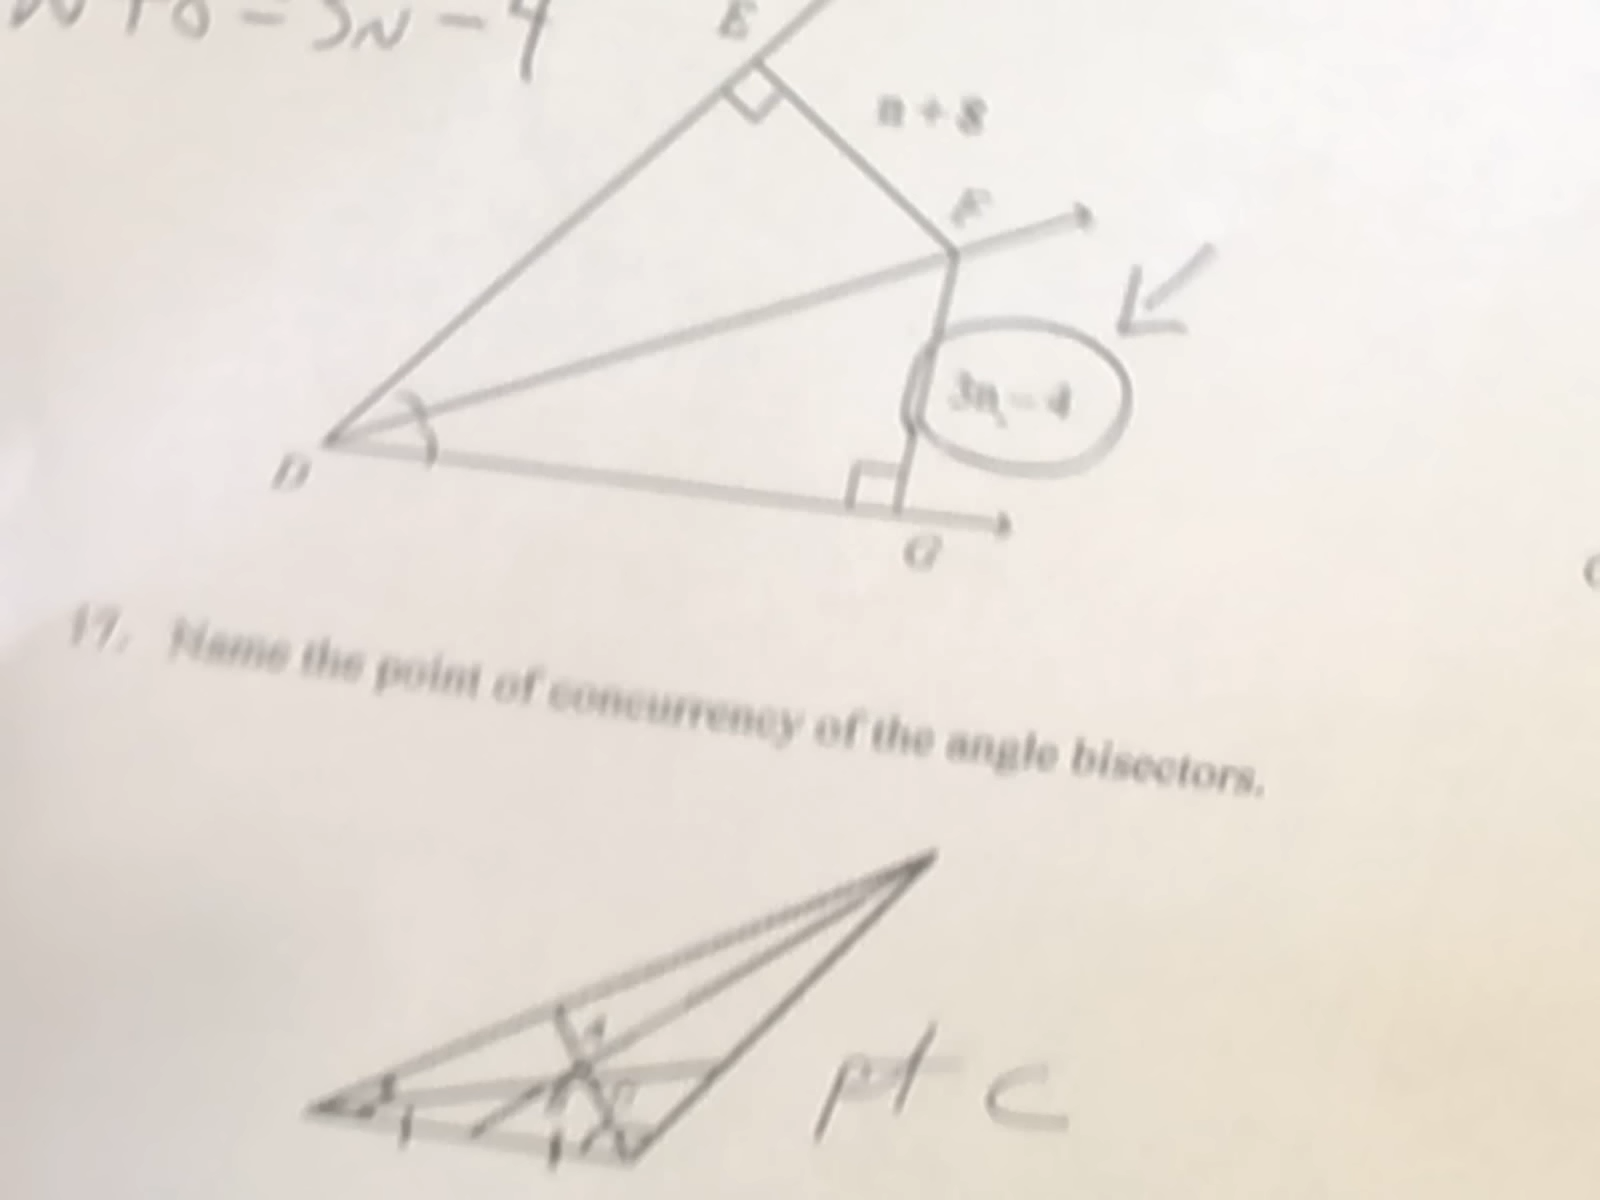 n + 8 = 3N - 4
E
n + 8
F
3n - 4
D
G
17. Name the point of concurrency of the angle bisectors.
A
pt C